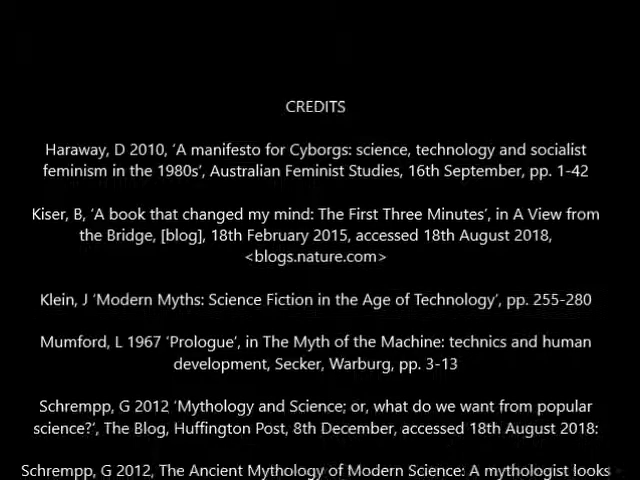 CREDITS
Haraway, D 2010, ‘A manifesto for Cyborgs: science, technology and socialist
feminism in the 1980s’, Australian Feminist Studies, 16th September, pp. 1-42
Kiser, B, ‘A book that changed my mind: The First Three Minutes’, in A View from
the Bridge, [blog], 18th February 2015, accessed 18th August 2018,
<blogs.nature.com>
Klein, J ‘Modern Myths: Science Fiction in the Age of Technology’, pp. 255-280
Mumford, L 1967 ‘Prologue’, in The Myth of the Machine: technics and human
development, Secker, Warburg, pp. 3-13
Schrempp, G 2012 ‘Mythology and Science; or, what do we want from popular
science?’, The Blog, Huffington Post, 8th December, accessed 18th August 2018:
Schrempp, G 2012, The Ancient Mythology of Modern Science: A mythologist looks